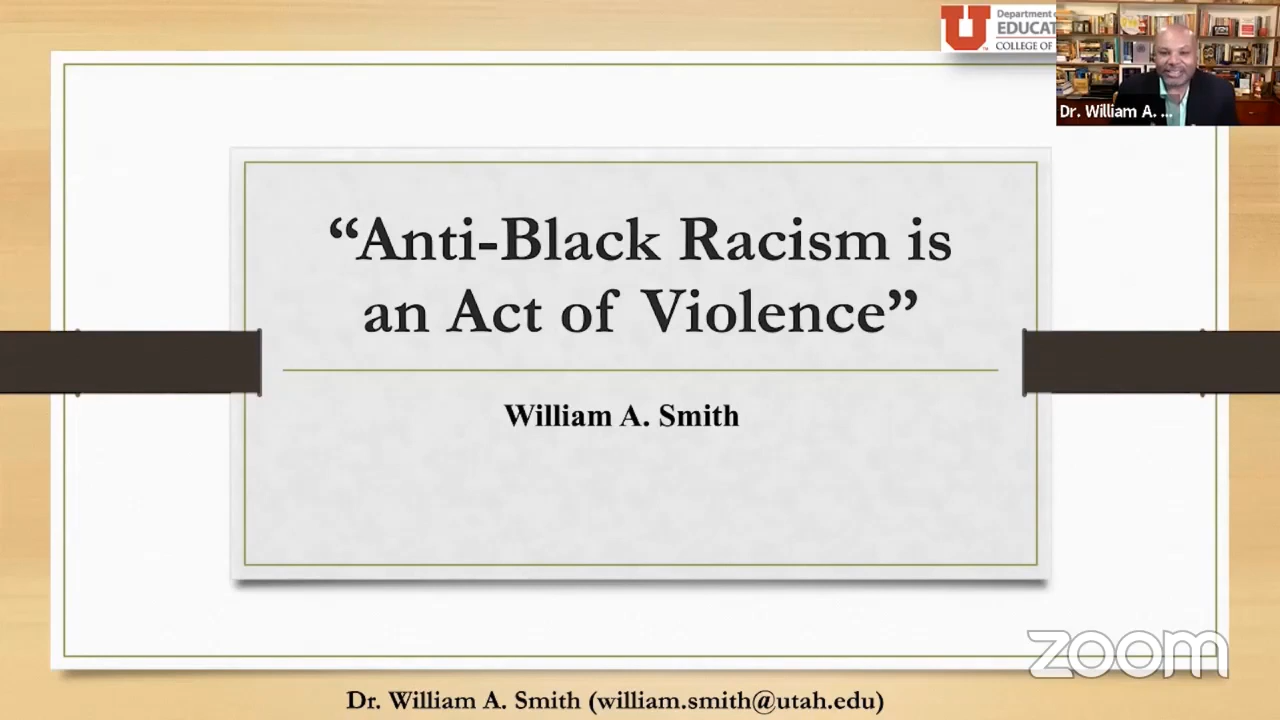 Department o
EDUCAT
COLLEGE OF
Dr. William A. ...
“Anti-Black Racism is
an Act of Violence”
William A. Smith
zoom
Dr. William A. Smith (william.smith@utah.edu)